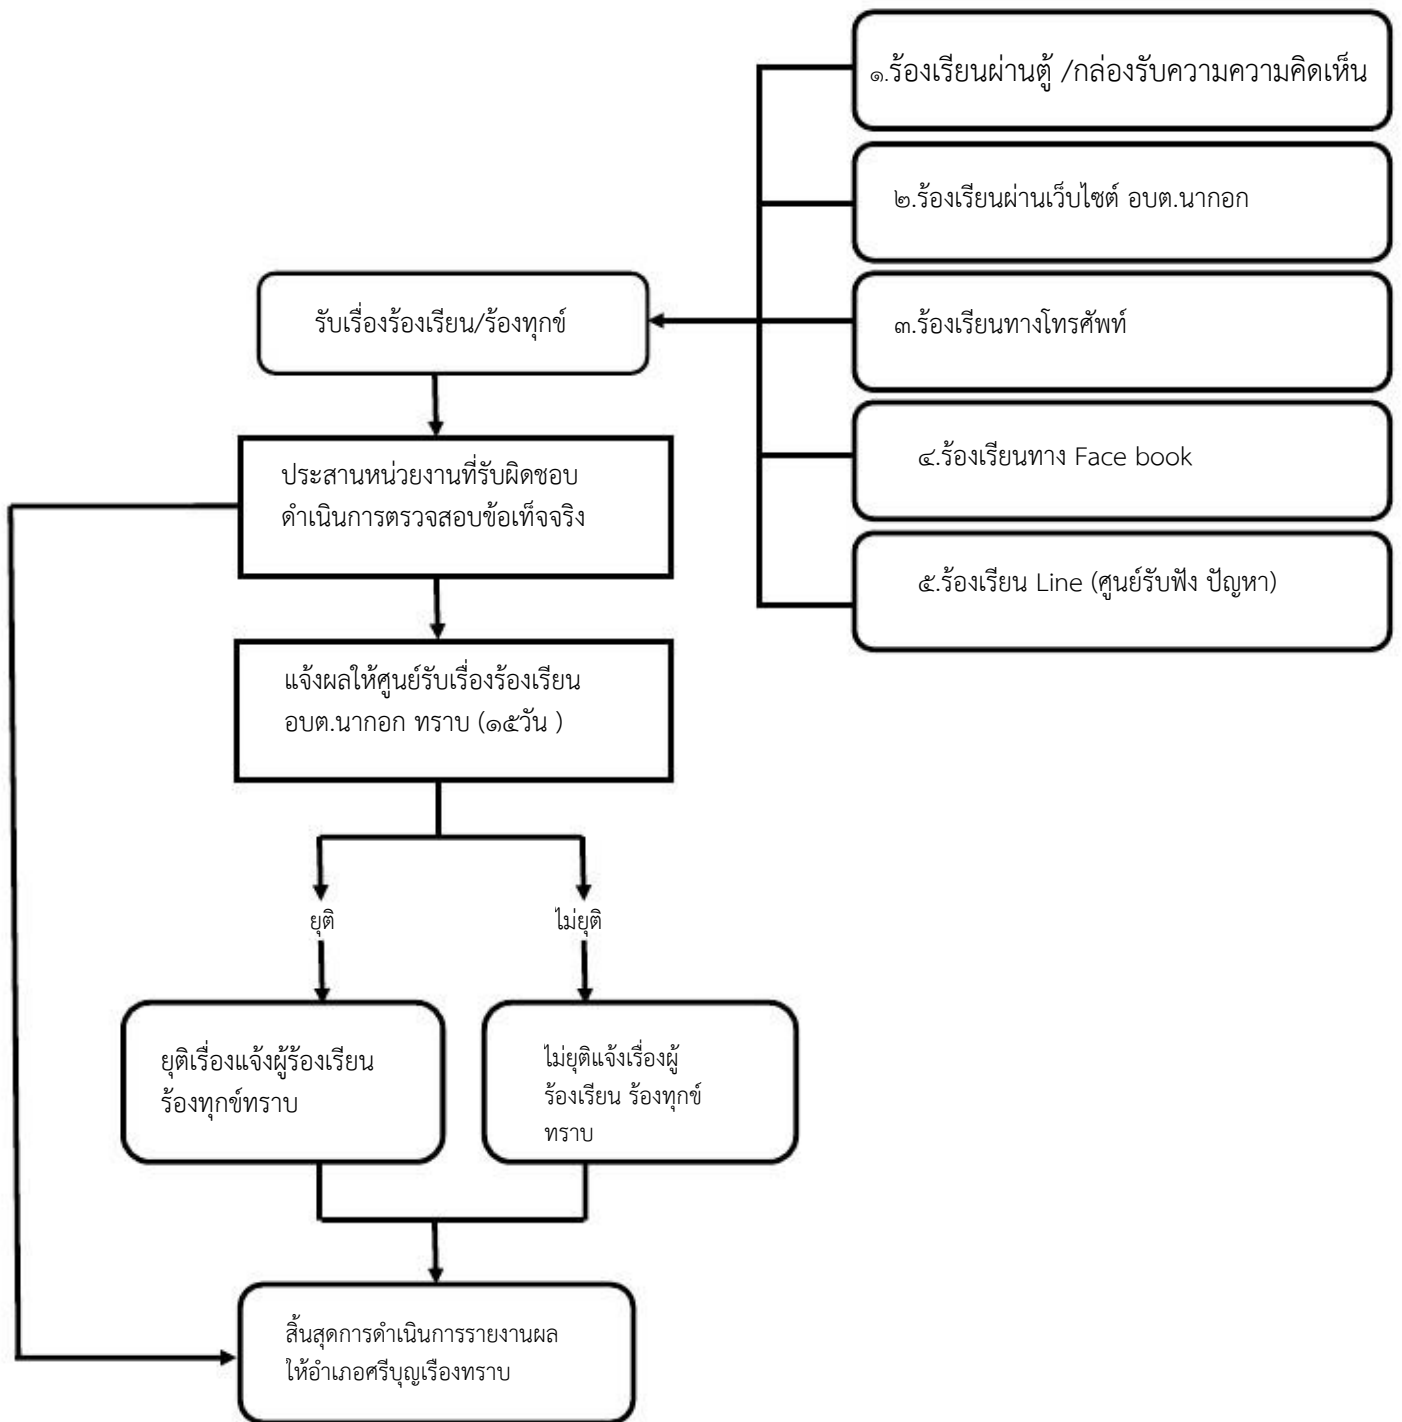 ๑.ร้องเรียนผ่านตู้ /กล่องรับความความคิดเห็น
๒.ร้องเรียนผ่านเว็บไซต์ อบต.นากอก
รับเรื่องร้องเรียน/ร้องทุกข์
๓.ร้องเรียนทางโทรศัพท์
๔.ร้องเรียนทาง Face book
ประสานหน่วยงานที่รับผิดชอบ
ดำเนินการตรวจสอบข้อเท็จจริง
๕.ร้องเรียน Line (ศูนย์รับฟัง ปัญหา)
แจ้งผลให้ศูนย์รับเรื่องร้องเรียน
อบต.นากอก ทราบ (๑๕วัน )
ยุติ
ไม่ยุติ
ยุติเรื่องแจ้งผู้ร้องเรียน
ร้องทุกข์ทราบ
ไม่ยุติแจ้งเรื่องผู้
ร้องเรียน ร้องทุกข์
ทราบ
สิ้นสุดการดำเนินการรายงานผล
ให้อำเภอศรีบุญเรืองทราบ